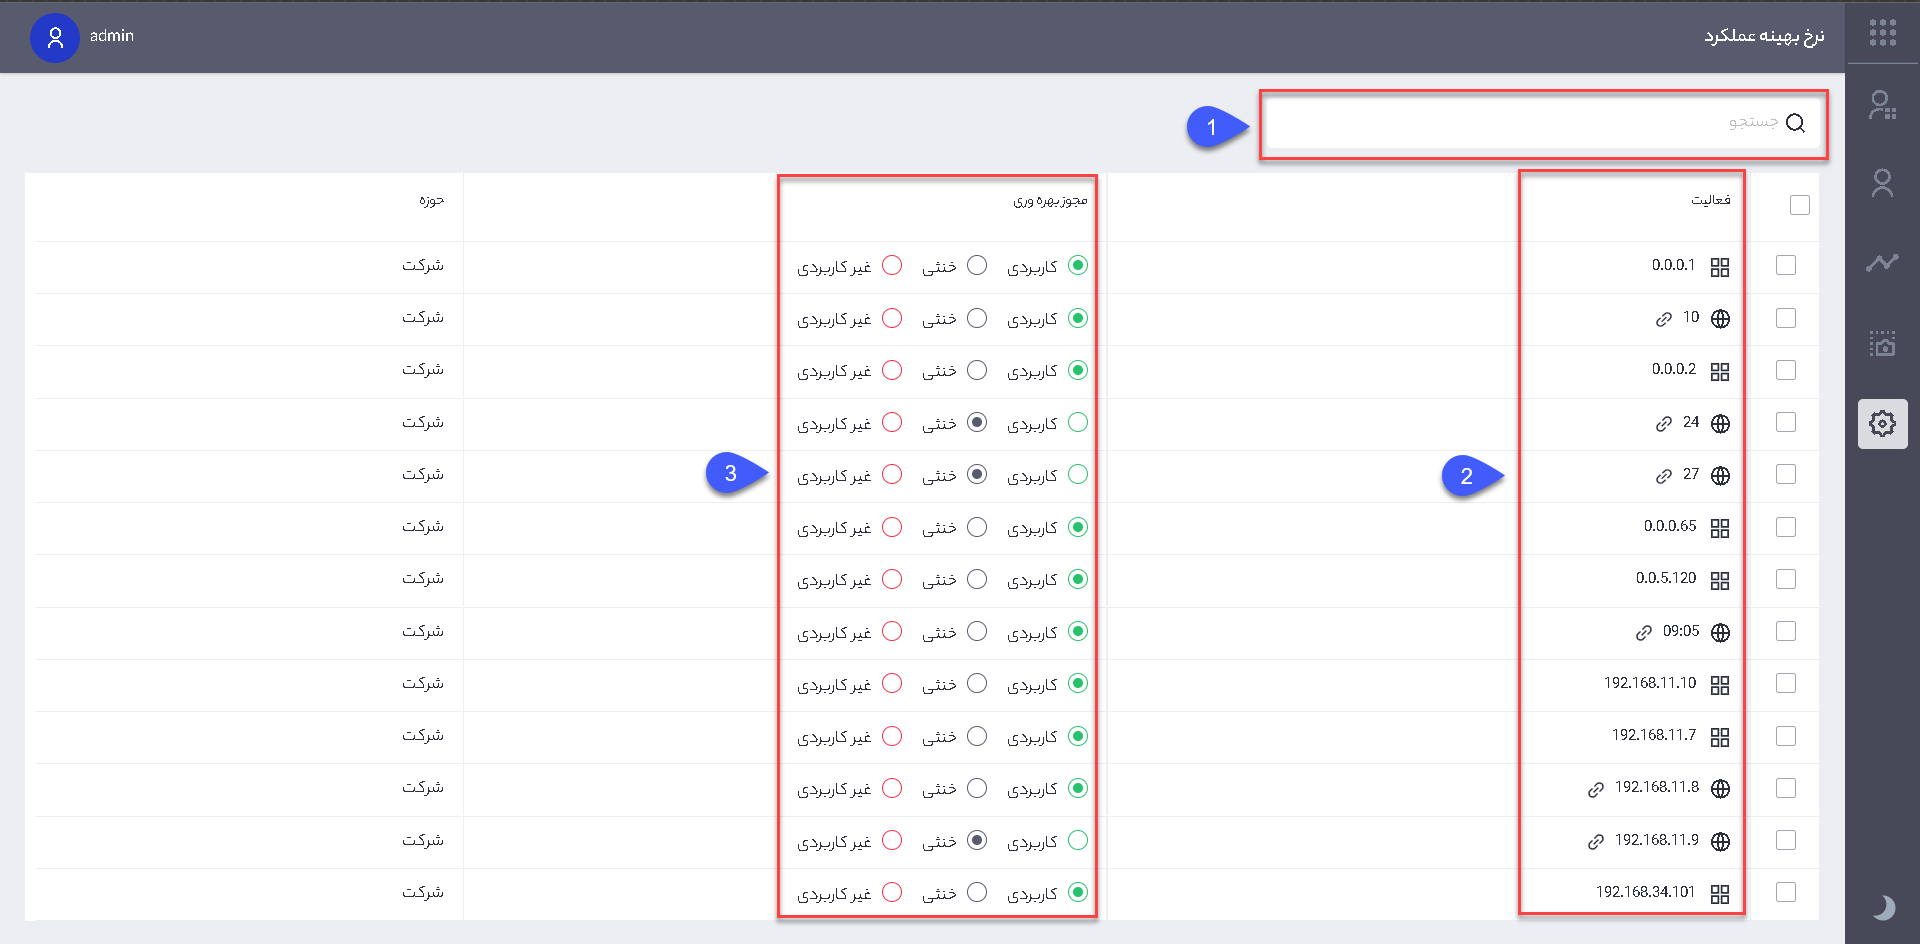 نرخ بهینه عملکرد
admin
جستجو
1
فعالیت
مجوز بهره وری
حوزه
0.0.0.1 کاربردی خنثی غیر کاربردی شرکت
10 کاربردی خنثی غیر کاربردی شرکت
0.0.0.2 کاربردی خنثی غیر کاربردی شرکت
24 کاربردی خنثی غیر کاربردی شرکت
27 کاربردی خنثی غیر کاربردی شرکت
2
3
0.0.0.65 کاربردی خنثی غیر کاربردی شرکت
0.0.5.120 کاربردی خنثی غیر کاربردی شرکت
09:05 کاربردی خنثی غیر کاربردی شرکت
192.168.11.10 کاربردی خنثی غیر کاربردی شرکت
192.168.11.7 کاربردی خنثی غیر کاربردی شرکت
192.168.11.8 کاربردی خنثی غیر کاربردی شرکت
192.168.11.9 کاربردی خنثی غیر کاربردی شرکت
192.168.34.101 کاربردی خنثی غیر کاربردی شرکت